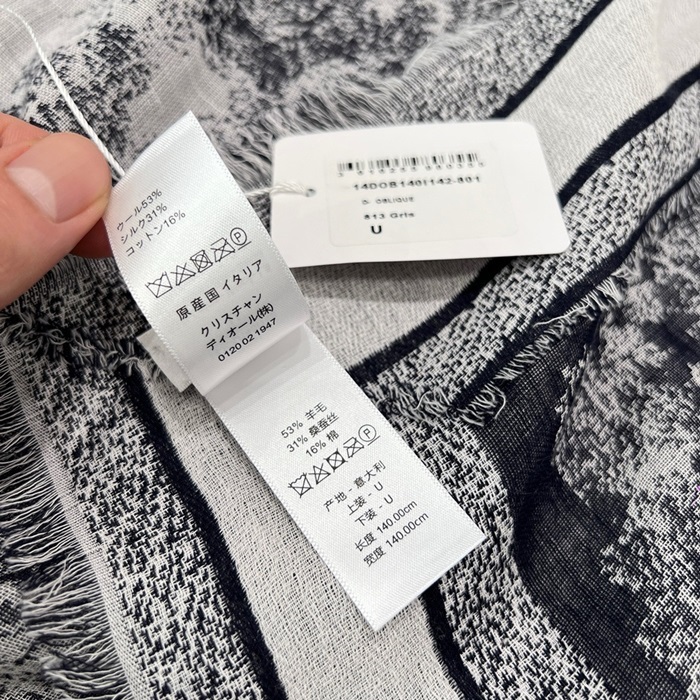 ウール53%
シルク31%
コットン16%
P
原産国 イタリア
クリスチャン
ディオール(株)
0120 02 1947
14DOB140I142-801
D- OBLIQUE
813 Gris
U
53% 羊毛
31% 桑蚕丝
16% 棉
P
产地 - 意大利
上装 - U
下装 - U
长度 140.00cm
宽度 140.00cm